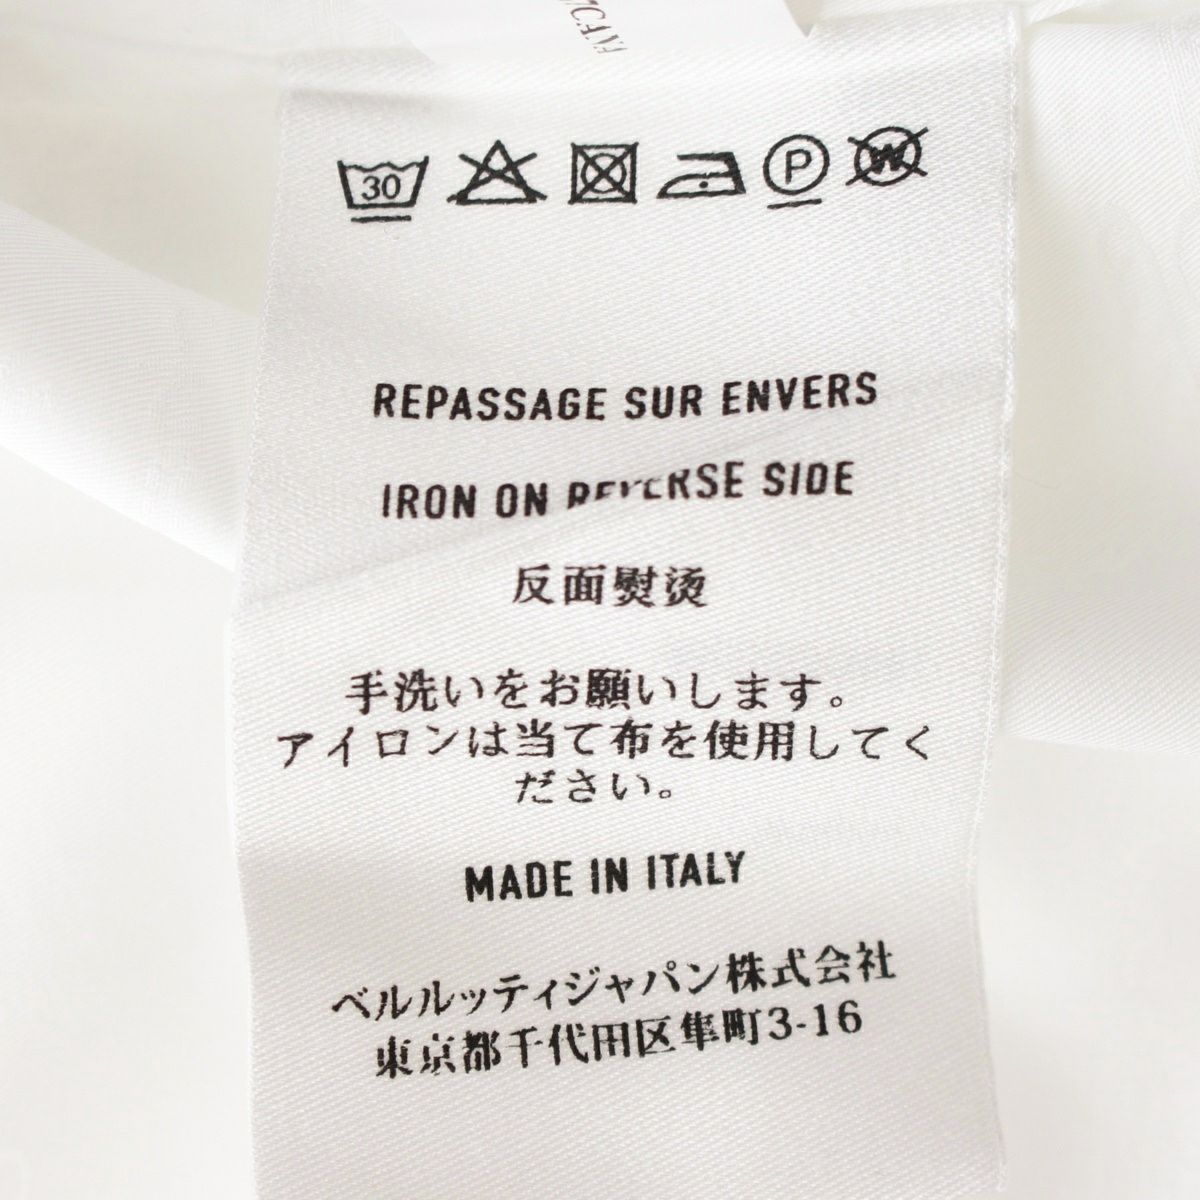 30
P
W
REPASSAGE SUR ENVERS
IRON ON REVERSE SIDE
反面熨烫
手洗いをお願いします。
アイロンは当て布を使用してく
ださい。
MADE IN ITALY
ベルルッティジャパン株式会社
東京都千代田区隼町3-16